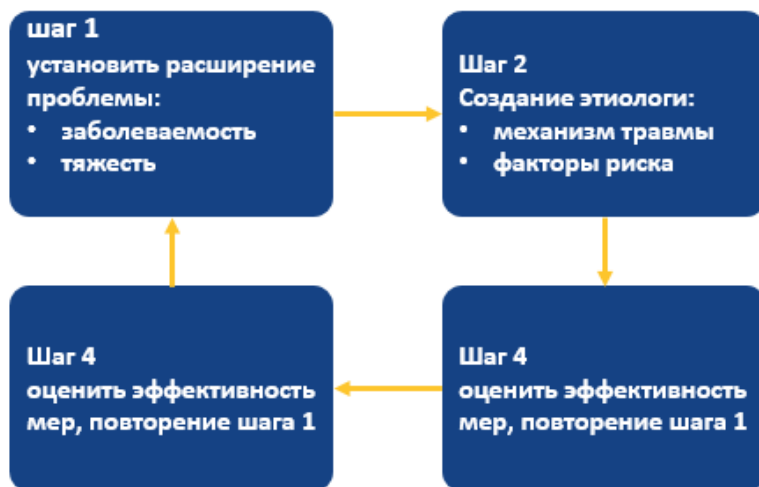 шаг 1
установить расширение
проблемы:
• заболеваемость
• тяжесть
Шаг 2
Создание этиологи:
• механизм травмы
• факторы риска
Шаг 4
оценить эффективность
мер, повторение шага 1
Шаг 4
оценить эффективность
мер, повторение шага 1